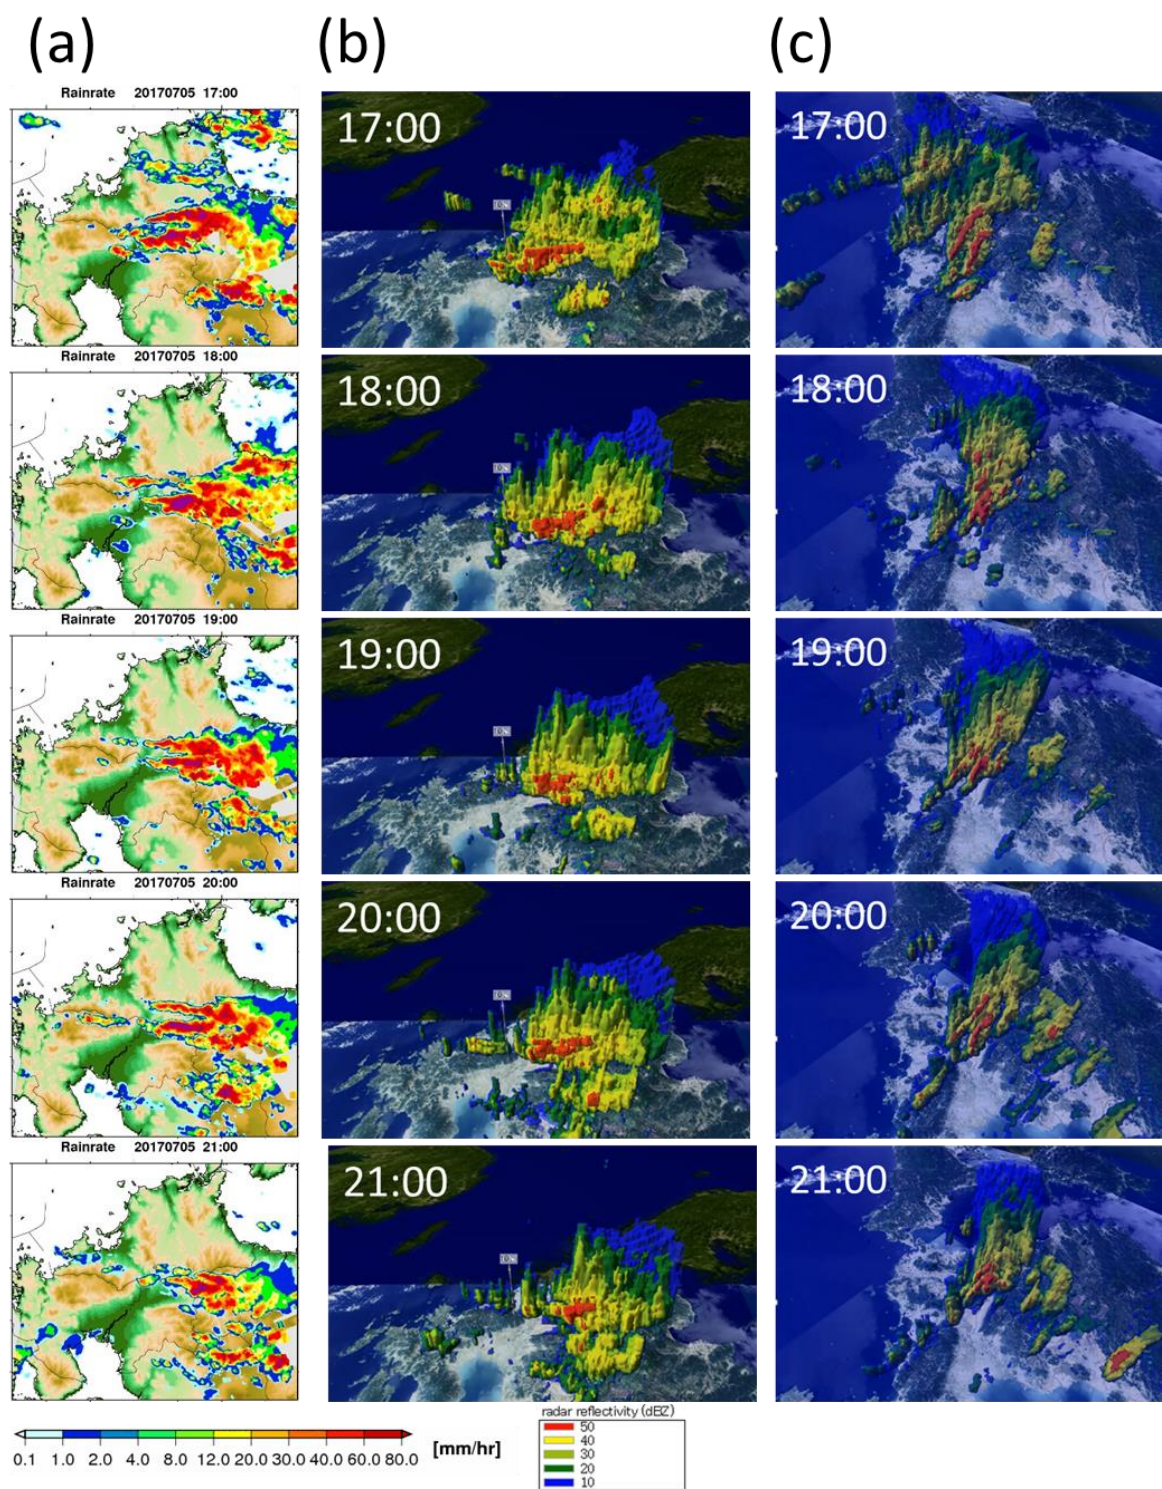 (a) (b) (c)
Rainrate 20170705 17:00
17:00
17:00
Rainrate 20170705 18:00
18:00
18:00
Rainrate 20170705 19:00
19:00
19:00
Rainrate 20170705 20:00
20:00
20:00
Rainrate 20170705 21:00
21:00
21:00
0.1 1.0 2.0 4.0 8.0 12.0 20.0 30.0 40.0 60.0 80.0
[mm/hr]
radar reflectivity (dBZ)
50
40
30
20
10